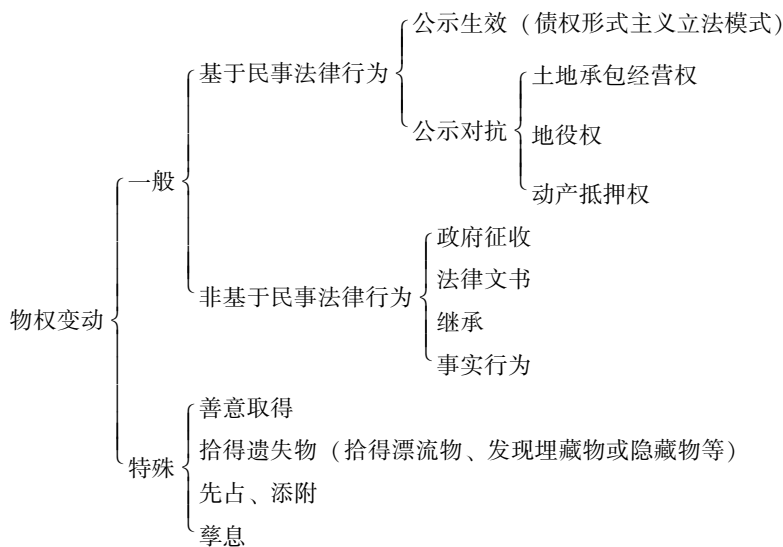 物权变动
一般
基于民事法律行为
公示生效（债权形式主义立法模式）
公示对抗
土地承包经营权
地役权
动产抵押权
非基于民事法律行为
政府征收
法律文书
继承
事实行为
特殊
善意取得
拾得遗失物（拾得漂流物、发现埋藏物或隐藏物等）
先占、添附
孳息